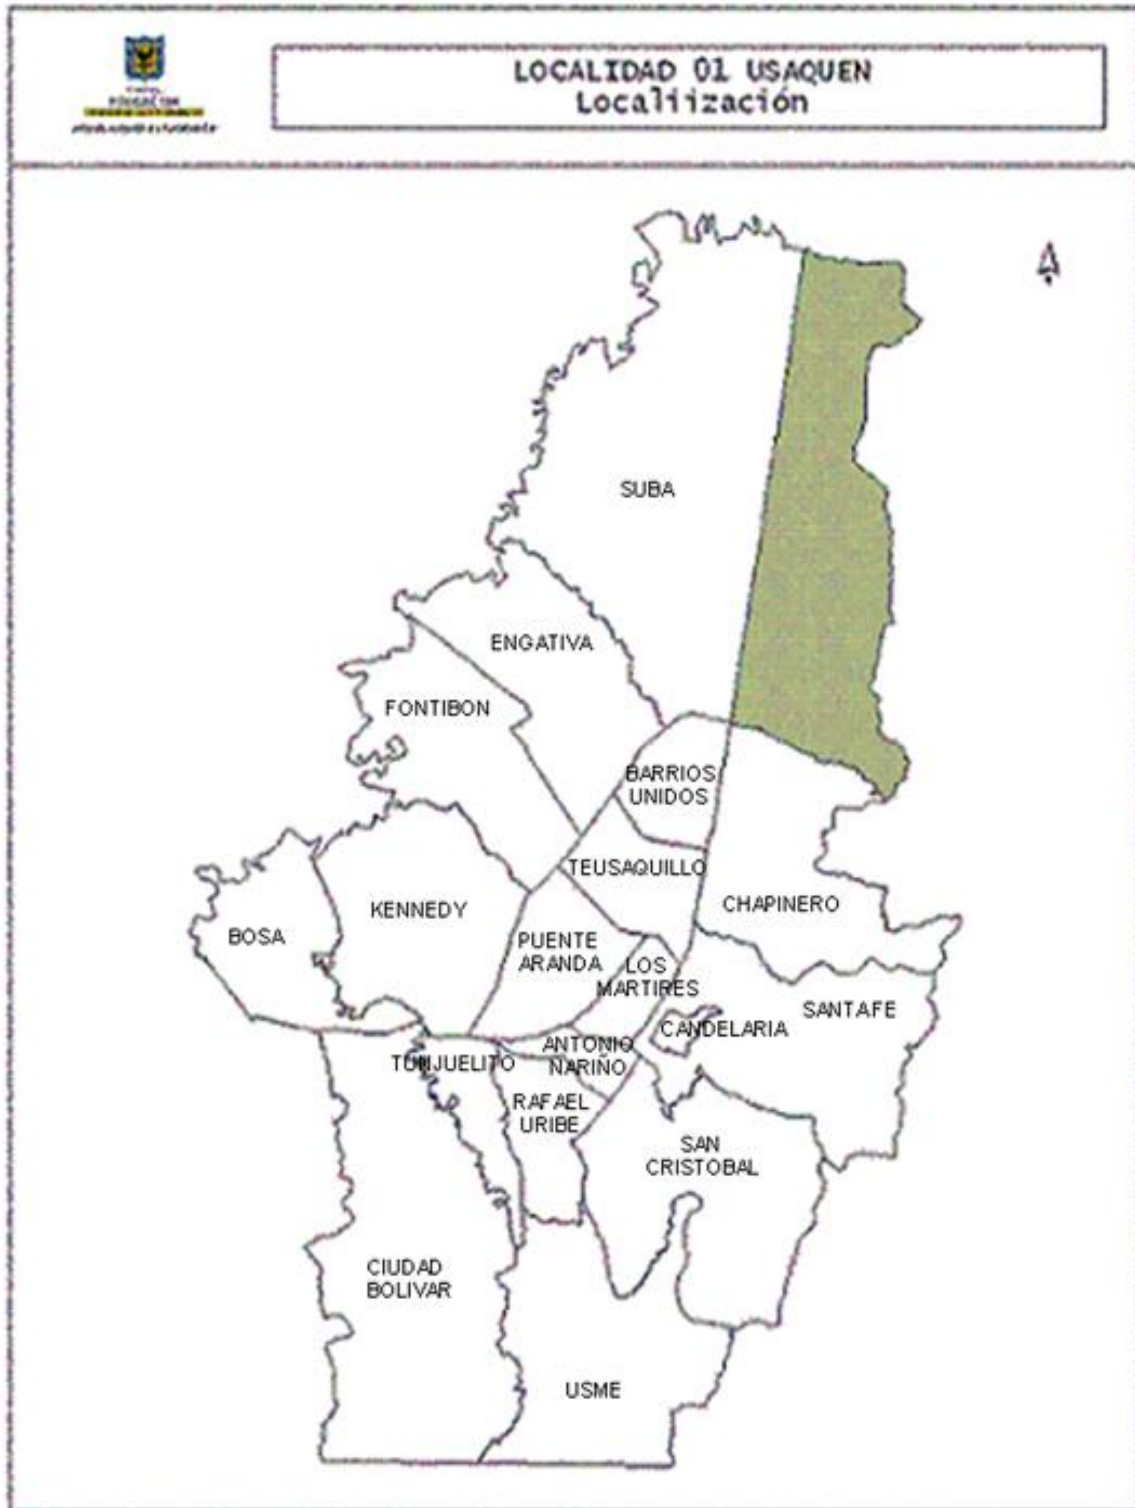 LOCALIDAD 01 USAQUEN
Localiización
SUBA
ENGATIVA
FONTIBON
BARRIOS
UNIDOS
TEUSAQUILLO
CHAPINERO
KENNEDY
BOSA
PUENTE
ARANDA
LOS
MARTIRES
SANTAFE
CANDELARIA
ANTONIO
NARIÑO
TUNJUELITO
RAFAEL
URIBE
SAN
CRISTOBAL
CIUDAD
BOLIVAR
USME